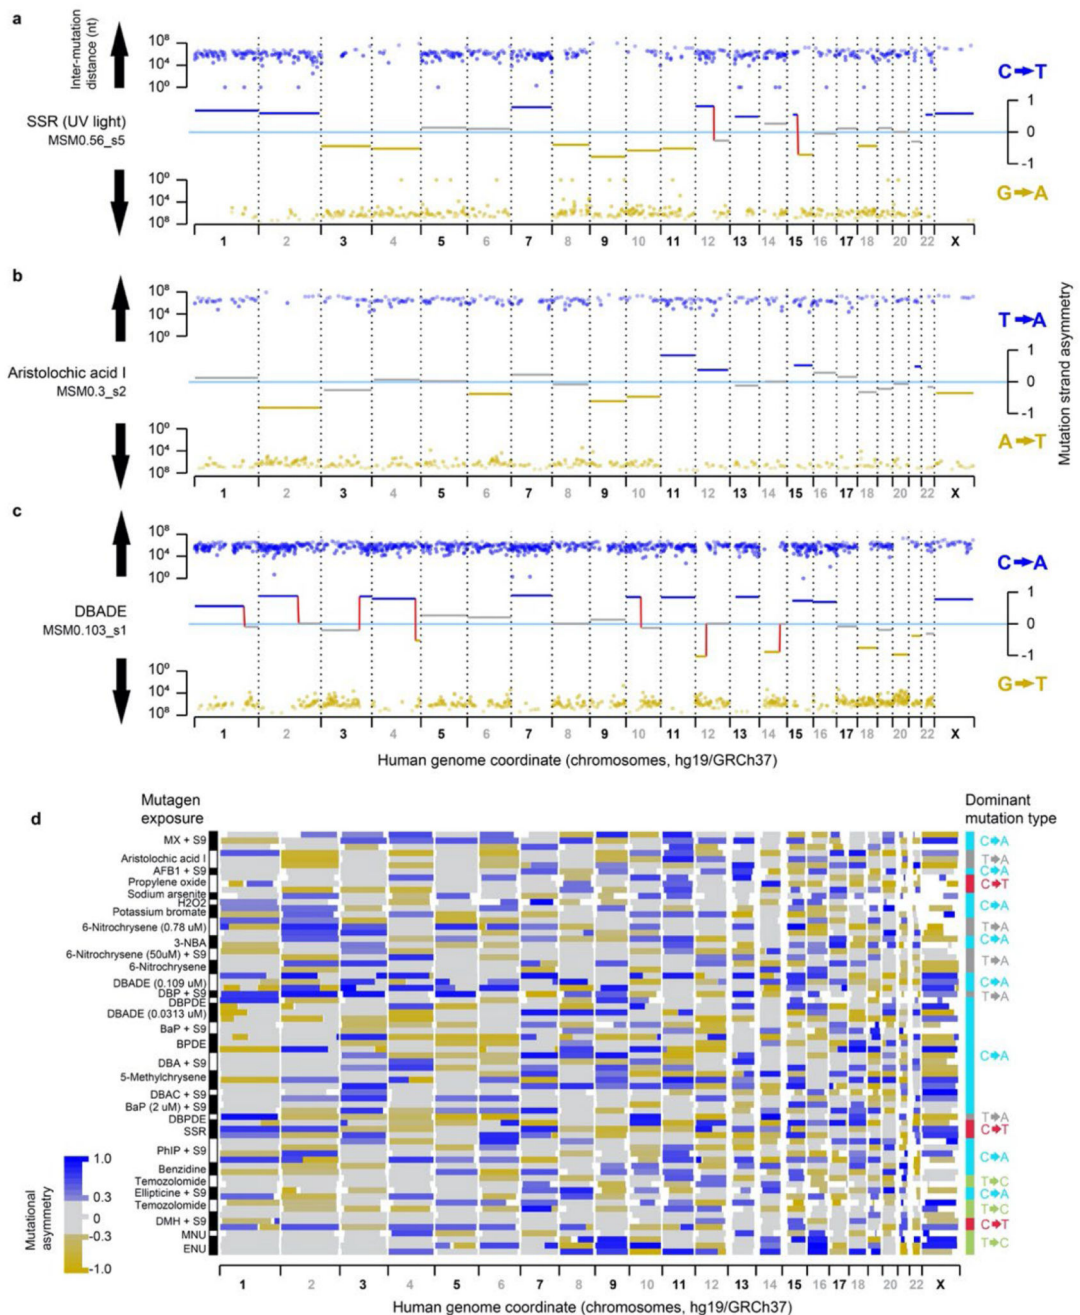 a
Inter-mutation
distance (nt)
10⁸
10⁴
10⁰
C➔T
SSR (UV light)
MSM0.56_s5
1
0
-1
10⁰
10⁴
10⁸
G➔A
1 2 3 4 5 6 7 8 9 10 11 12 13 14 15 16 17 18 20 22 X
b
10⁸
10⁴
10⁰
T➔A
Aristolochic acid I
MSM0.3_s2
1
0
-1
Mutation strand asymmetry
10⁰
10⁴
10⁸
A➔T
1 2 3 4 5 6 7 8 9 10 11 12 13 14 15 16 17 18 20 22 X
c
10⁸
10⁴
10⁰
C➔A
DBADE
MSM0.103_s1
1
0
-1
10⁰
10⁴
10⁸
G➔T
1 2 3 4 5 6 7 8 9 10 11 12 13 14 15 16 17 18 20 22 X
Human genome coordinate (chromosomes, hg19/GRCh37)
d
Mutagen
exposure
Dominant
mutation type
MX + S9
C➔A
Aristolochic acid I
T➔A
AFB1 + S9
C➔A
Propylene oxide
C➔T
Sodium arsenite
H2O2
C➔A
Potassium bromate
6-Nitrochrysene (0.78 uM)
T➔A
3-NBA
C➔A
6-Nitrochrysene (50uM) + S9
T➔A
6-Nitrochrysene
DBADE (0.109 uM)
C➔A
DBP + S9
T➔A
DBPDE
DBADE (0.0313 uM)
BaP + S9
BPDE
C➔A
DBA + S9
5-Methylchrysene
DBAC + S9
BaP (2 uM) + S9
DBPDE
T➔A
SSR
C➔T
PhIP + S9
C➔A
Benzidine
Temozolomide
T➔C
Ellipticine + S9
C➔A
Temozolomide
T➔C
DMH + S9
C➔T
MNU
T➔C
ENU
Mutational
asymmetry
1.0
0.3
0
-0.3
-1.0
1 2 3 4 5 6 7 8 9 10 11 12 13 14 15 16 17 18 20 22 X
Human genome coordinate (chromosomes, hg19/GRCh37)